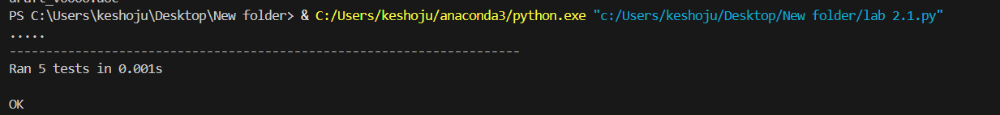 PS C:\Users\keshoju\Desktop\New folder> & C:/Users/keshoju/anaconda3/python.exe "c:/Users/keshoju/Desktop/New folder/lab 2.1.py"
.....
----------------------------------------------------------------------
Ran 5 tests in 0.001s
OK